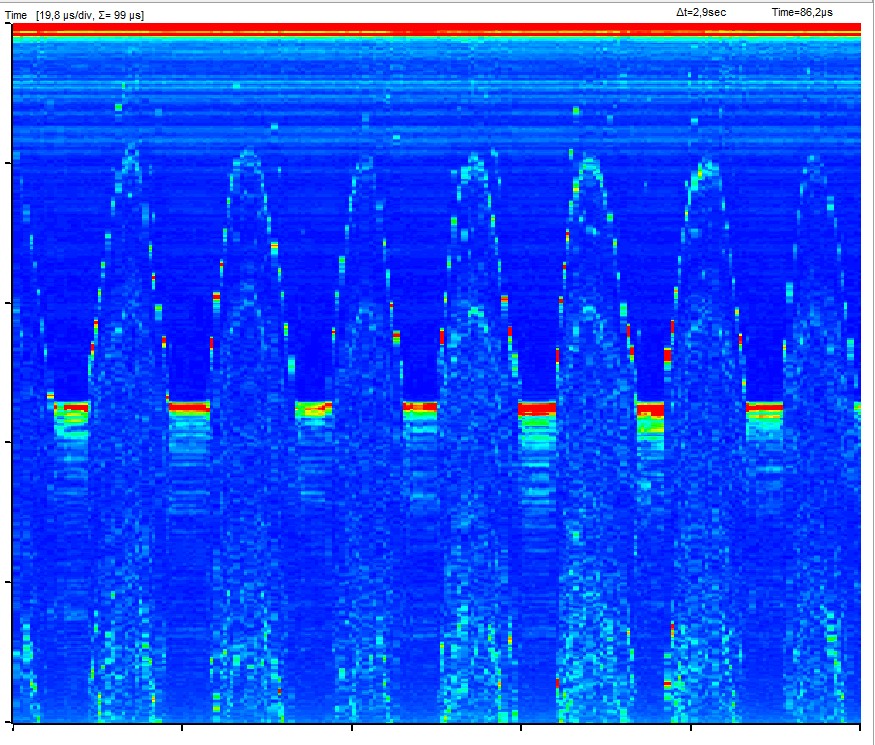 Time [19,8 µs/div, Σ= 99 µs] Δt=2,9sec Time=86,2µs